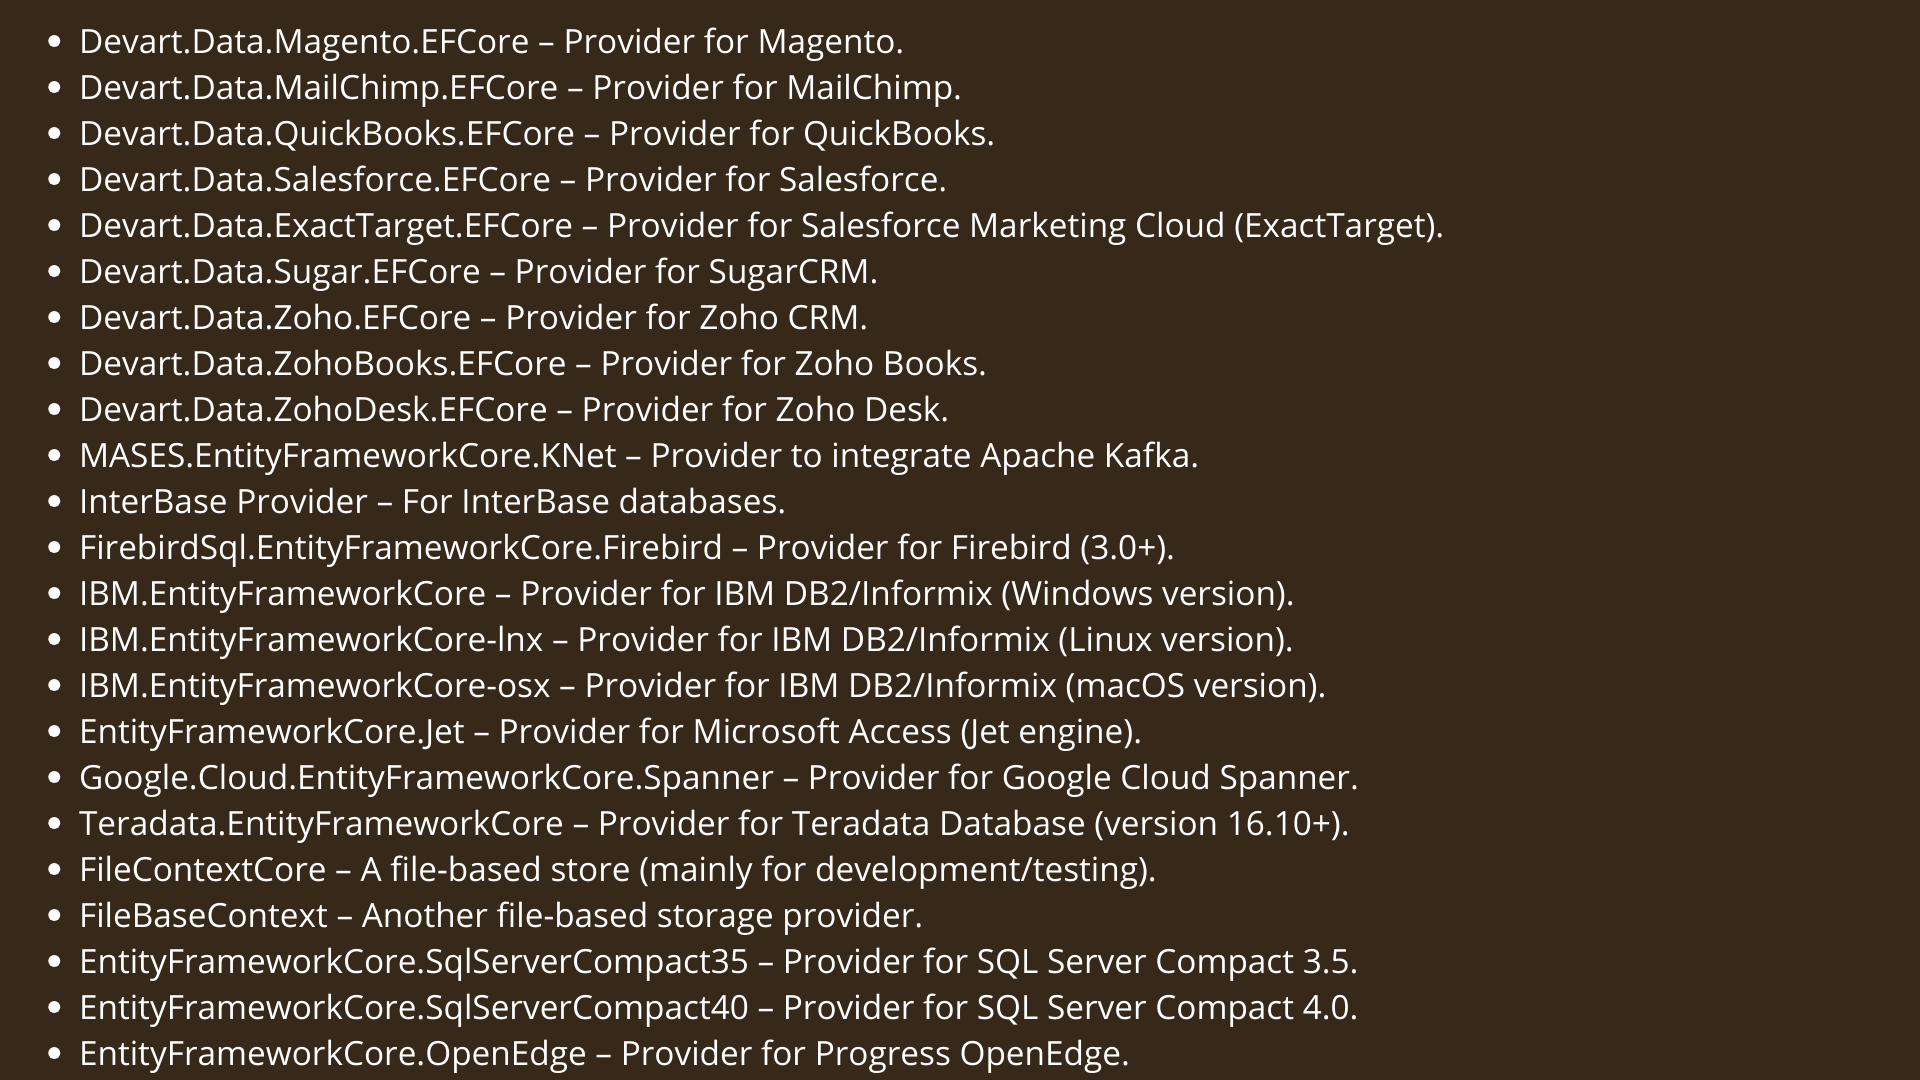 • Devart.Data.Magento.EFCore – Provider for Magento.
• Devart.Data.MailChimp.EFCore – Provider for MailChimp.
• Devart.Data.QuickBooks.EFCore – Provider for QuickBooks.
• Devart.Data.Salesforce.EFCore – Provider for Salesforce.
• Devart.Data.ExactTarget.EFCore – Provider for Salesforce Marketing Cloud (ExactTarget).
• Devart.Data.Sugar.EFCore – Provider for SugarCRM.
• Devart.Data.Zoho.EFCore – Provider for Zoho CRM.
• Devart.Data.ZohoBooks.EFCore – Provider for Zoho Books.
• Devart.Data.ZohoDesk.EFCore – Provider for Zoho Desk.
• MASES.EntityFrameworkCore.KNet – Provider to integrate Apache Kafka.
• InterBase Provider – For InterBase databases.
• FirebirdSql.EntityFrameworkCore.Firebird – Provider for Firebird (3.0+).
• IBM.EntityFrameworkCore – Provider for IBM DB2/Informix (Windows version).
• IBM.EntityFrameworkCore-lnx – Provider for IBM DB2/Informix (Linux version).
• IBM.EntityFrameworkCore-osx – Provider for IBM DB2/Informix (macOS version).
• EntityFrameworkCore.Jet – Provider for Microsoft Access (Jet engine).
• Google.Cloud.EntityFrameworkCore.Spanner – Provider for Google Cloud Spanner.
• Teradata.EntityFrameworkCore – Provider for Teradata Database (version 16.10+).
• FileContextCore – A file-based store (mainly for development/testing).
• FileBaseContext – Another file-based storage provider.
• EntityFrameworkCore.SqlServerCompact35 – Provider for SQL Server Compact 3.5.
• EntityFrameworkCore.SqlServerCompact40 – Provider for SQL Server Compact 4.0.
• EntityFrameworkCore.OpenEdge – Provider for Progress OpenEdge.